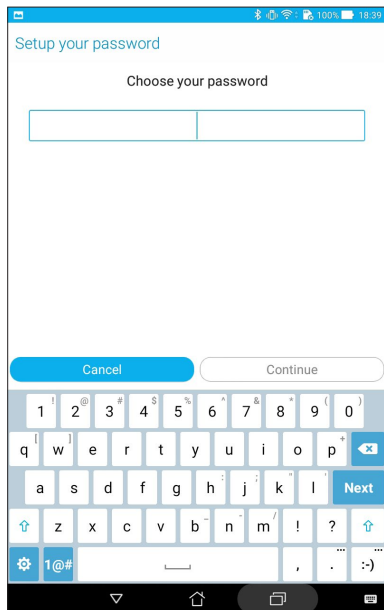 100% 18:39
Setup your password
Choose your password
Cancel Continue
1 ! 2 @ 3 # 4 $ 5 % 6 ^ 7 & 8 * 9 ( 0 )
q [ w ] e r t y u i o p +
a s d f g h : j ; k " l ' Next
z x c v b _ n - m / ! ?
1@# , . ... :-) ...